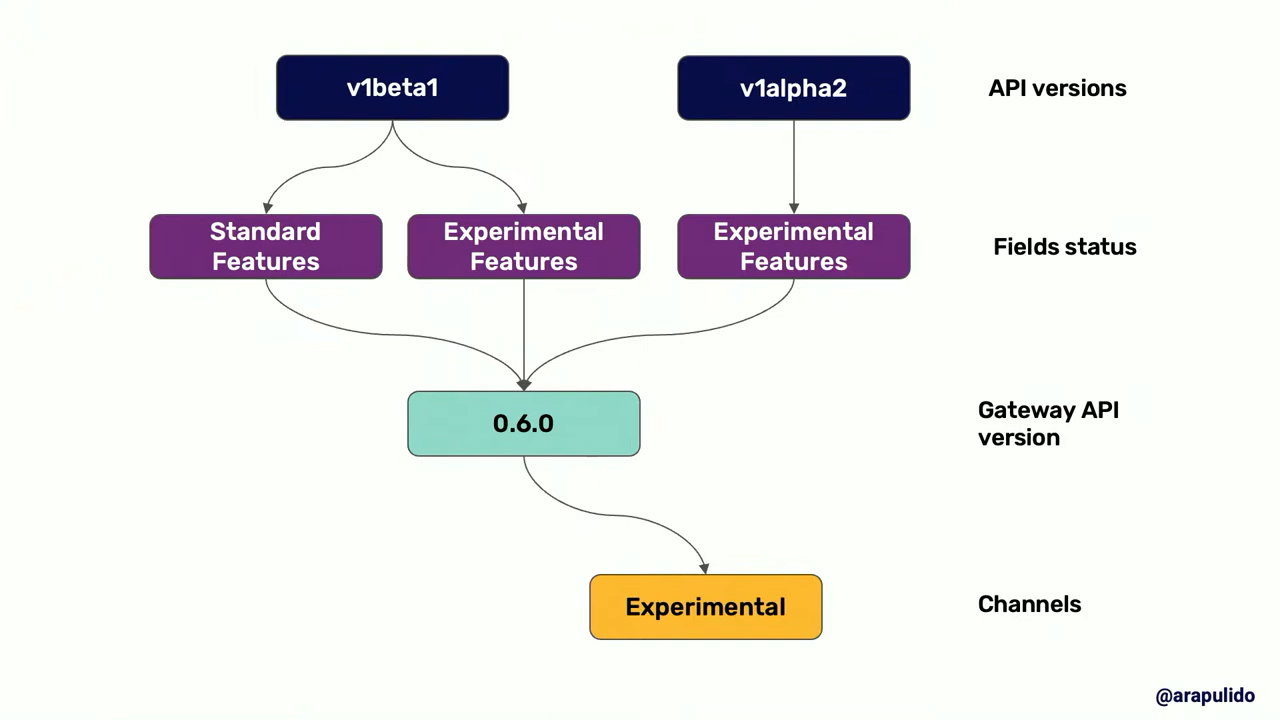 v1beta1
v1alpha2
API versions
Standard
Features
Experimental
Features
Experimental
Features
Fields status
0.6.0
Gateway API
version
Experimental
Channels
@arapulido